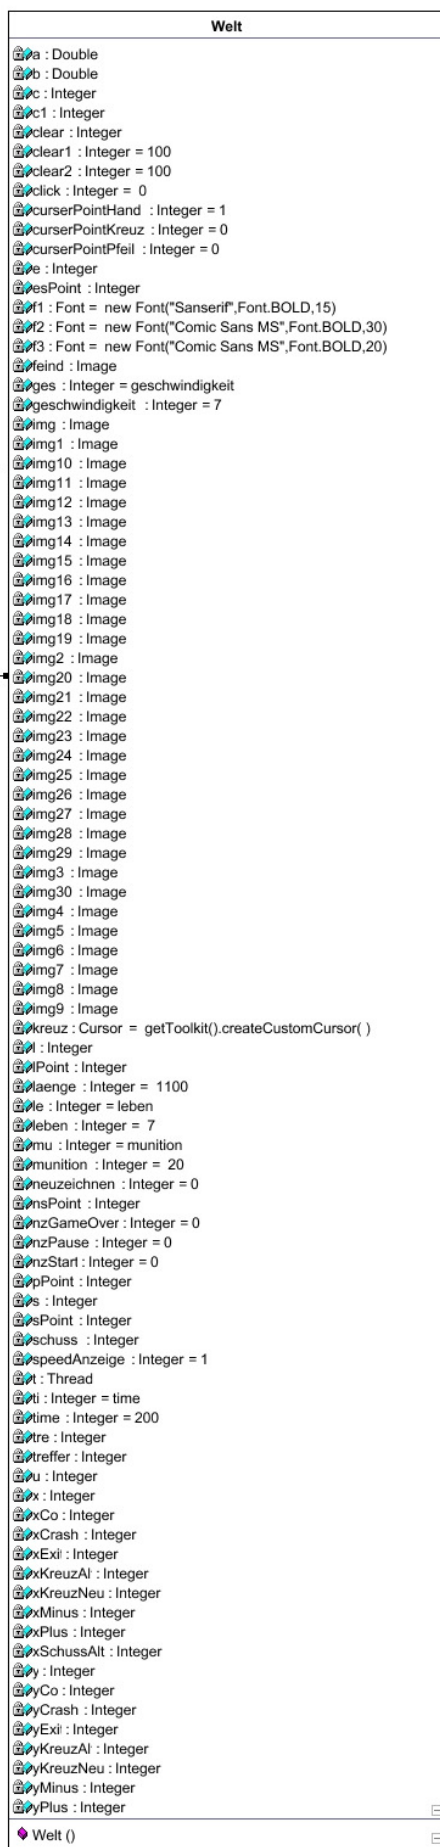 Welt
a : Double
b : Double
c : Integer
c1 : Integer
clear : Integer
clear1 : Integer = 100
clear2 : Integer = 100
click : Integer = 0
curserPointHand : Integer = 1
curserPointKreuz : Integer = 0
curserPointPfeil : Integer = 0
e : Integer
esPoint : Integer
f1 : Font = new Font("Sanserif",Font.BOLD,15)
f2 : Font = new Font("Comic Sans MS",Font.BOLD,30)
f3 : Font = new Font("Comic Sans MS",Font.BOLD,20)
feind : Image
ges : Integer = geschwindigkeit
geschwindigkeit : Integer = 7
img : Image
img1 : Image
img10 : Image
img11 : Image
img12 : Image
img13 : Image
img14 : Image
img15 : Image
img16 : Image
img17 : Image
img18 : Image
img19 : Image
img2 : Image
img20 : Image
img21 : Image
img22 : Image
img23 : Image
img24 : Image
img25 : Image
img26 : Image
img27 : Image
img28 : Image
img29 : Image
img3 : Image
img30 : Image
img4 : Image
img5 : Image
img6 : Image
img7 : Image
img8 : Image
img9 : Image
kreuz : Cursor = getToolkit().createCustomCursor( )
l : Integer
lPoint : Integer
laenge : Integer = 1100
le : Integer = leben
leben : Integer = 7
mu : Integer = munition
munition : Integer = 20
neuzeichnen : Integer = 0
nsPoint : Integer
nzGameOver : Integer = 0
nzPause : Integer = 0
nzStart : Integer = 0
pPoint : Integer
s : Integer
sPoint : Integer
schuss : Integer
speedAnzeige : Integer = 1
t : Thread
ti : Integer = time
time : Integer = 200
tre : Integer
treffer : Integer
u : Integer
x : Integer
xCo : Integer
xCrash : Integer
xExit : Integer
xKreuzAl : Integer
xKreuzNeu : Integer
xMinus : Integer
xPlus : Integer
xSchussAlt : Integer
y : Integer
yCo : Integer
yCrash : Integer
yExit : Integer
yKreuzAl : Integer
yKreuzNeu : Integer
yMinus : Integer
yPlus : Integer
Welt ()